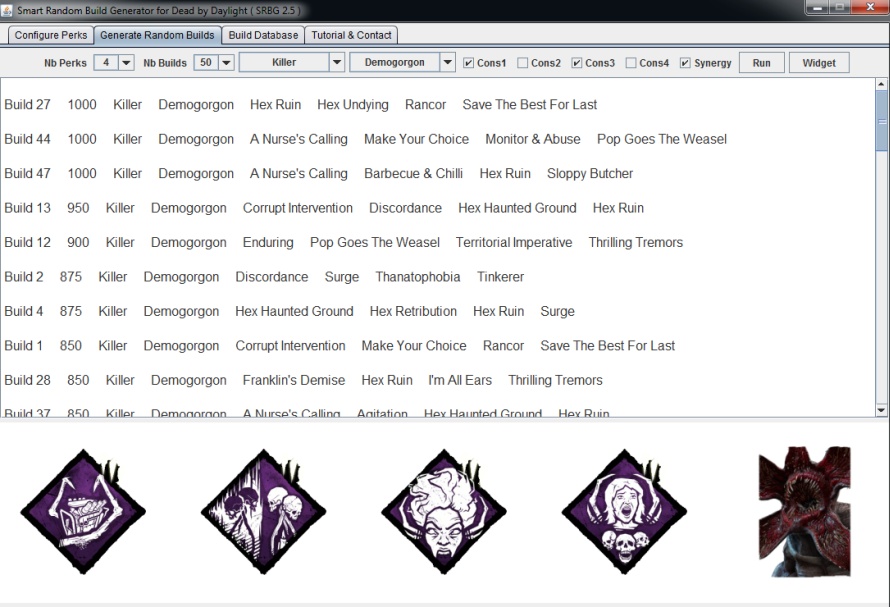 Smart Random Build Generator for Dead by Daylight ( SRBG 2.5 )
Configure Perks Generate Random Builds Build Database Tutorial & Contact
Nb Perks 4 Nb Builds 50 Killer Demogorgon Cons1 Cons2 Cons3 Cons4 Synergy Run Widget
Build 27 1000 Killer Demogorgon Hex Ruin Hex Undying Rancor Save The Best For Last
Build 44 1000 Killer Demogorgon A Nurse's Calling Make Your Choice Monitor & Abuse Pop Goes The Weasel
Build 47 1000 Killer Demogorgon A Nurse's Calling Barbecue & Chilli Hex Ruin Sloppy Butcher
Build 13 950 Killer Demogorgon Corrupt Intervention Discordance Hex Haunted Ground Hex Ruin
Build 12 900 Killer Demogorgon Enduring Pop Goes The Weasel Territorial Imperative Thrilling Tremors
Build 2 875 Killer Demogorgon Discordance Surge Thanatophobia Tinkerer
Build 4 875 Killer Demogorgon Hex Haunted Ground Hex Retribution Hex Ruin Surge
Build 1 850 Killer Demogorgon Corrupt Intervention Make Your Choice Rancor Save The Best For Last
Build 28 850 Killer Demogorgon Franklin's Demise Hex Ruin I'm All Ears Thrilling Tremors
Build 37 850 Killer Demogorgon A Nurse's Calling Agitation Hex Haunted Ground Hex Ruin